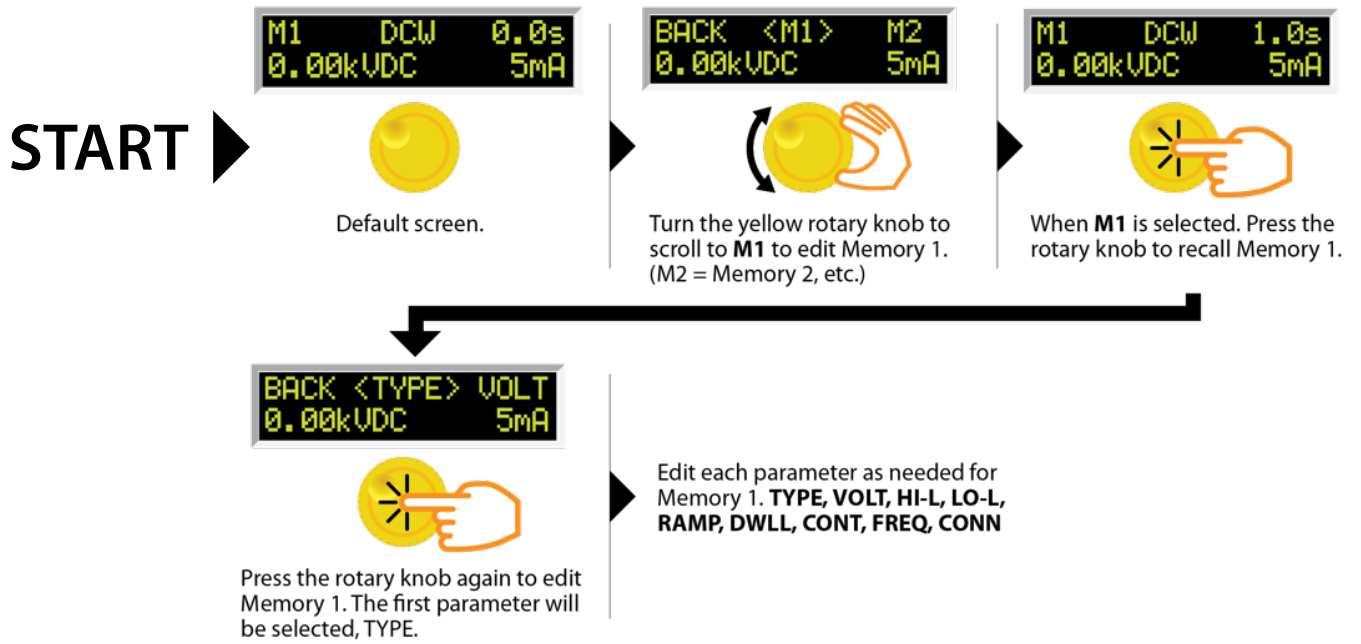 START
M1 DCW 0.0s
0.00kVDC 5mA
Default screen.
BACK <M1> M2
0.00kVDC 5mA
Turn the yellow rotary knob to
scroll to M1 to edit Memory 1.
(M2 = Memory 2, etc.)
M1 DCW 1.0s
0.00kVDC 5mA
When M1 is selected. Press the
rotary knob to recall Memory 1.
BACK <TYPE> VOLT
0.00kVDC 5mA
Press the rotary knob again to edit
Memory 1. The first parameter will
be selected, TYPE.
Edit each parameter as needed for
Memory 1. TYPE, VOLT, HI-L, LO-L,
RAMP, DWLL, CONT, FREQ, CONN